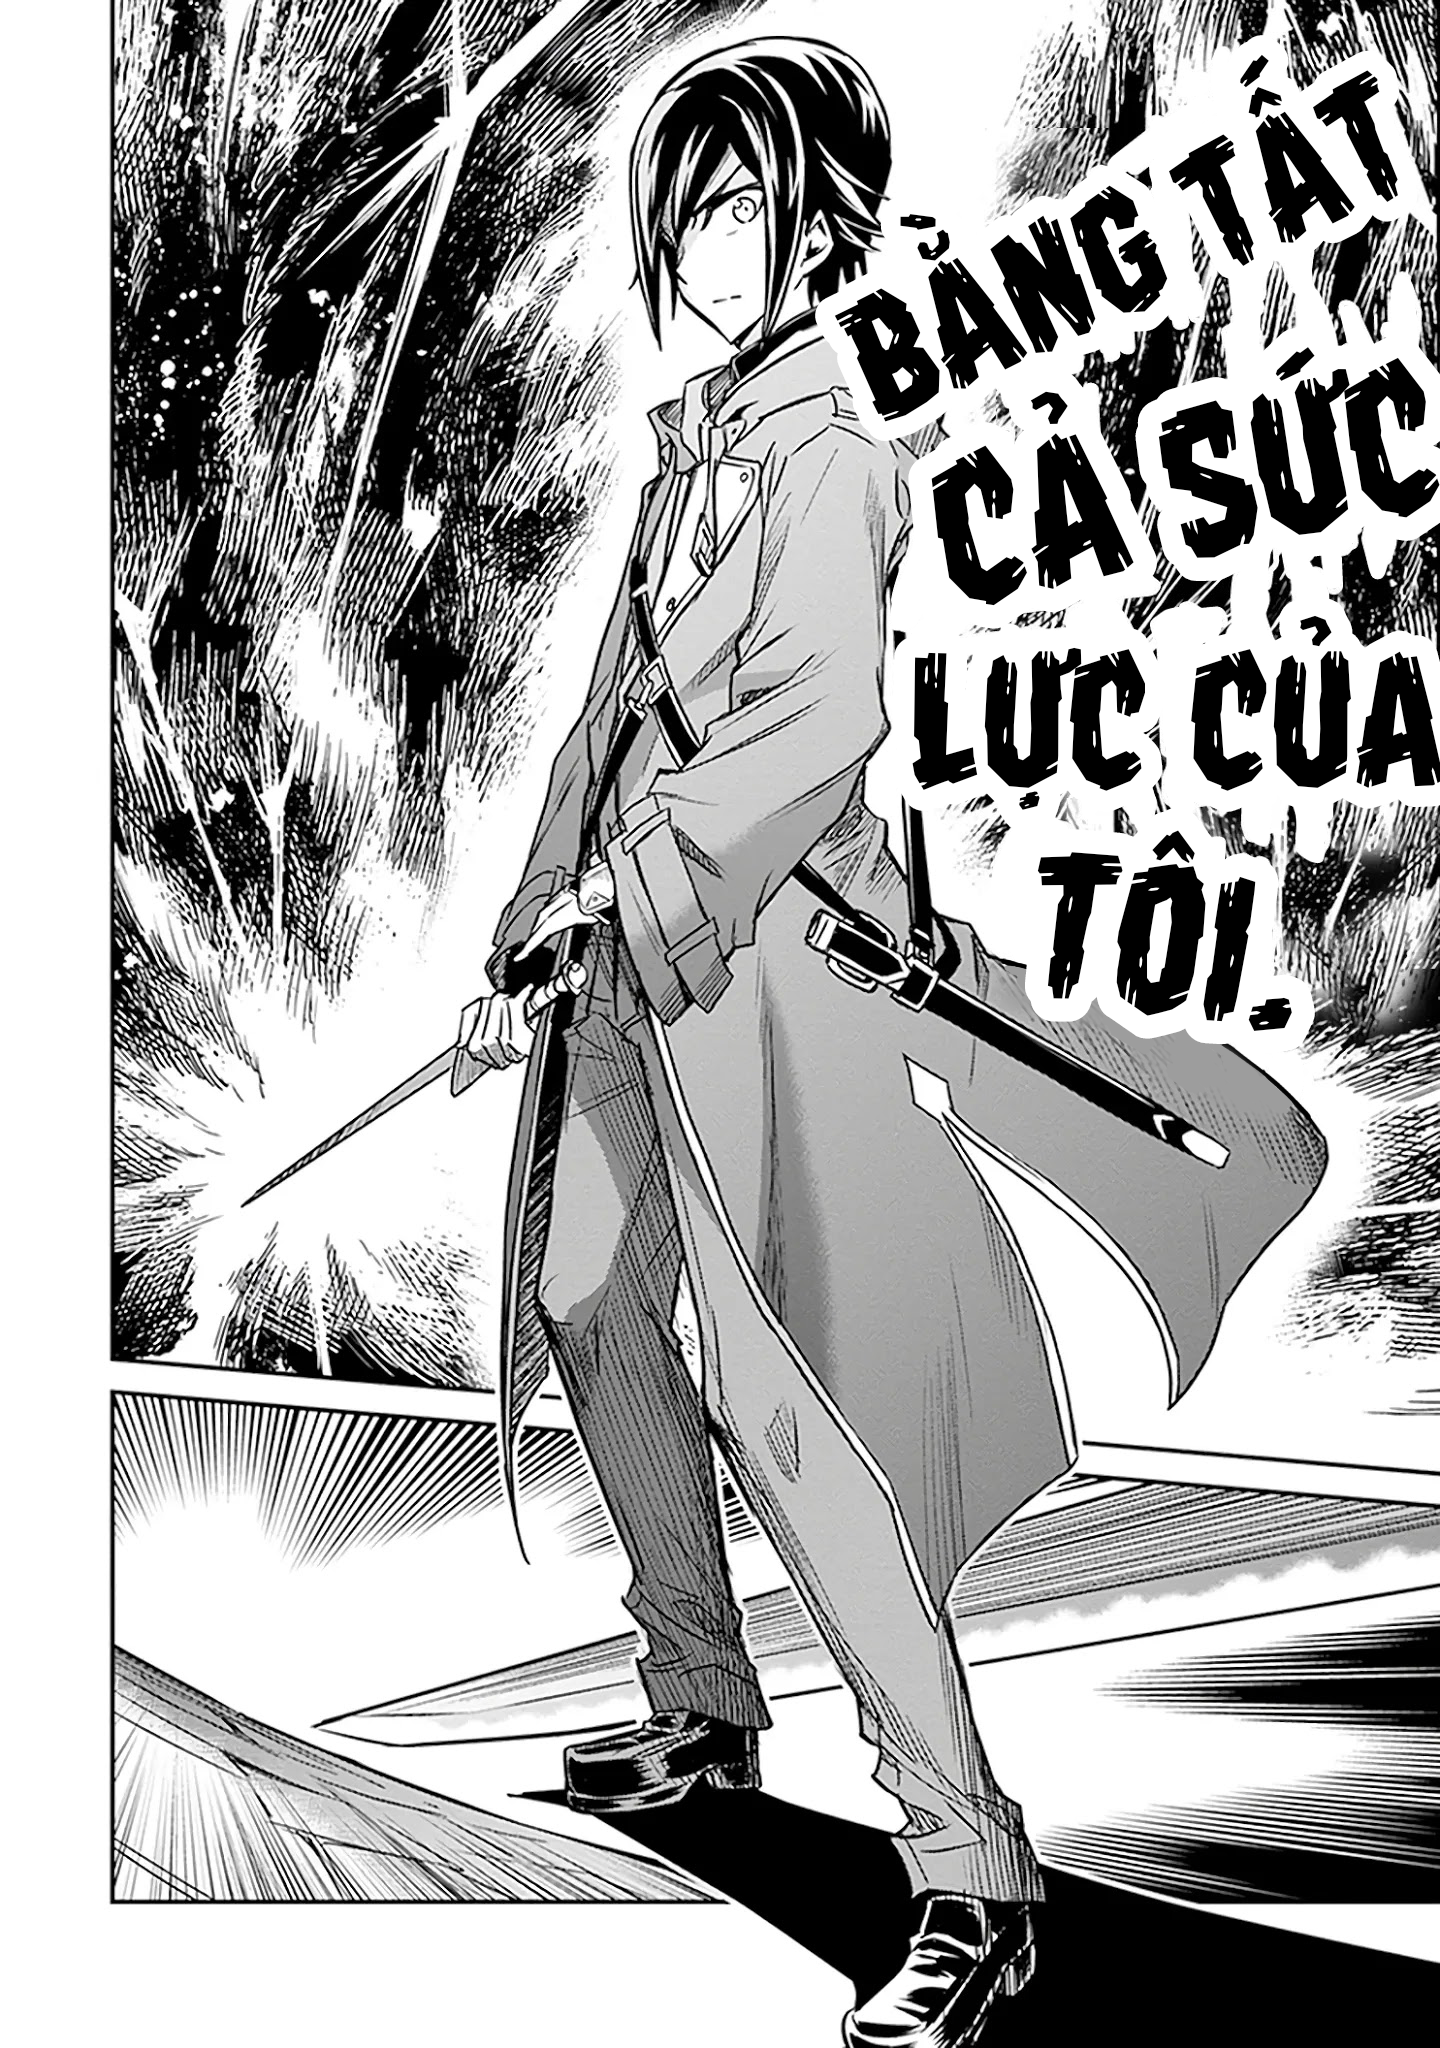 BẰNG TẤT
CẢ SỨC
LỰC CỦA
TÔI.